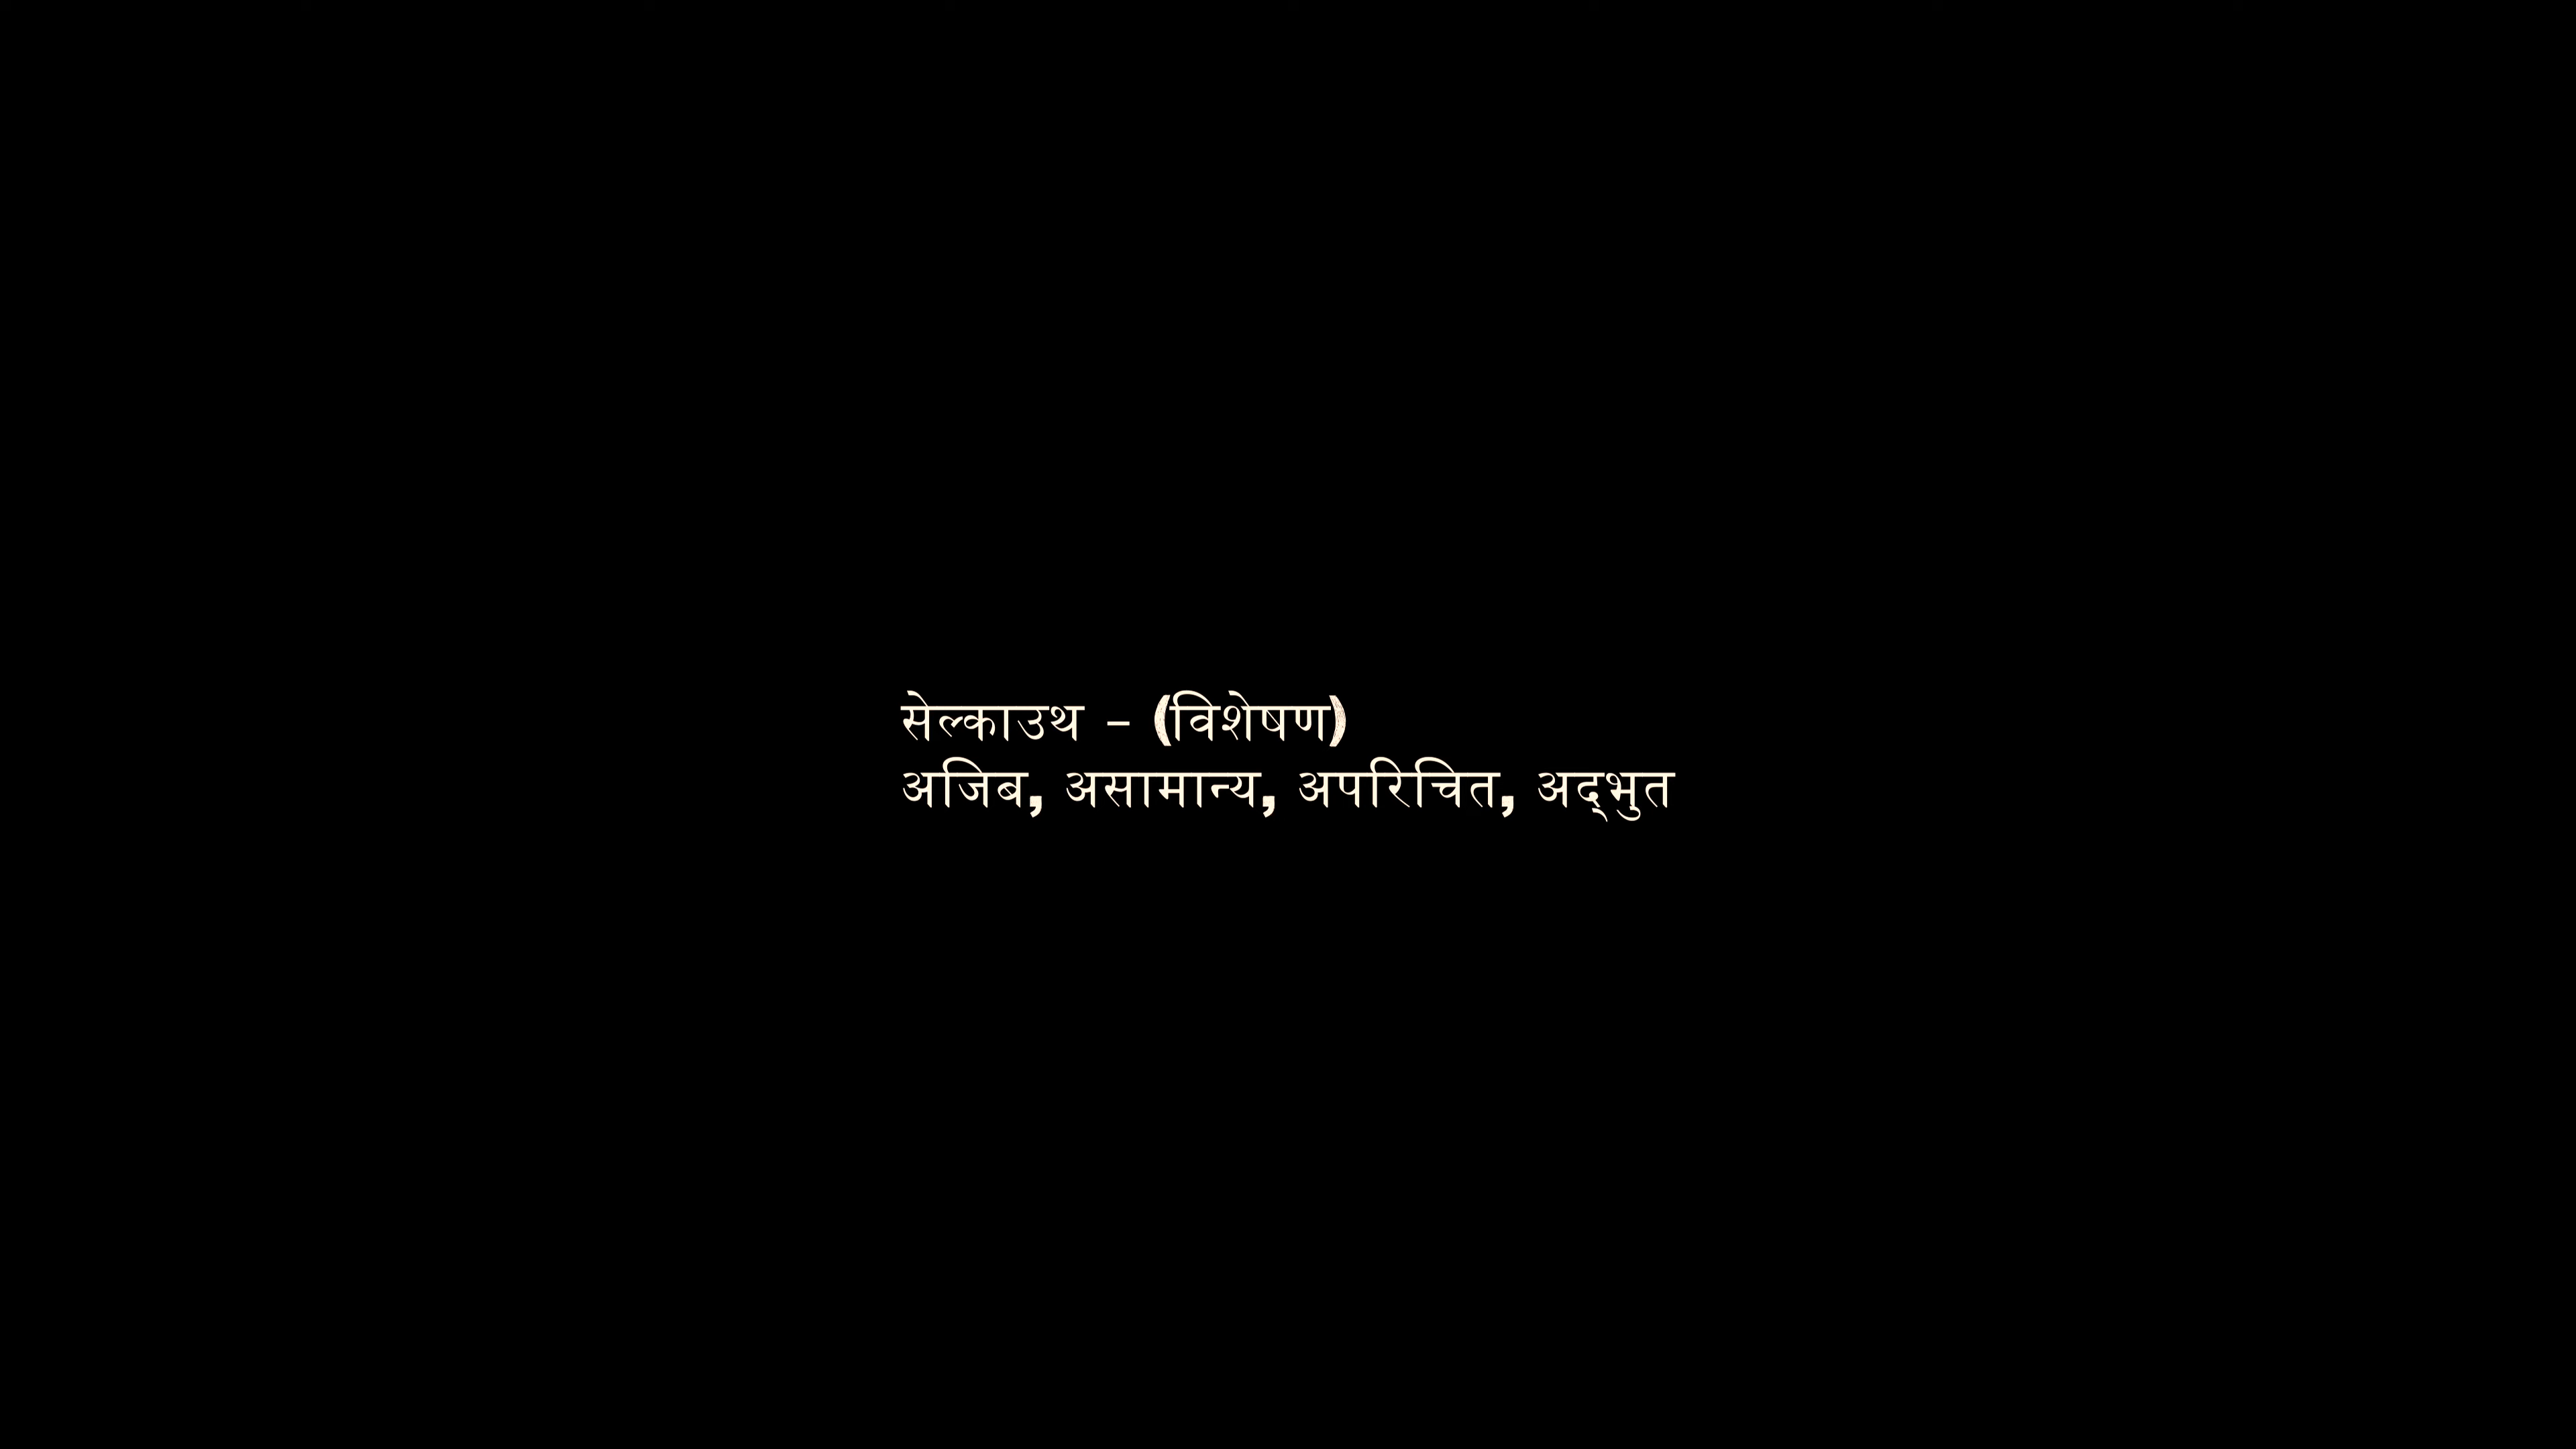 सेल्काउथ – (विशेषण)
अजिब, असामान्य, अपरिचित, अद्‌भुत